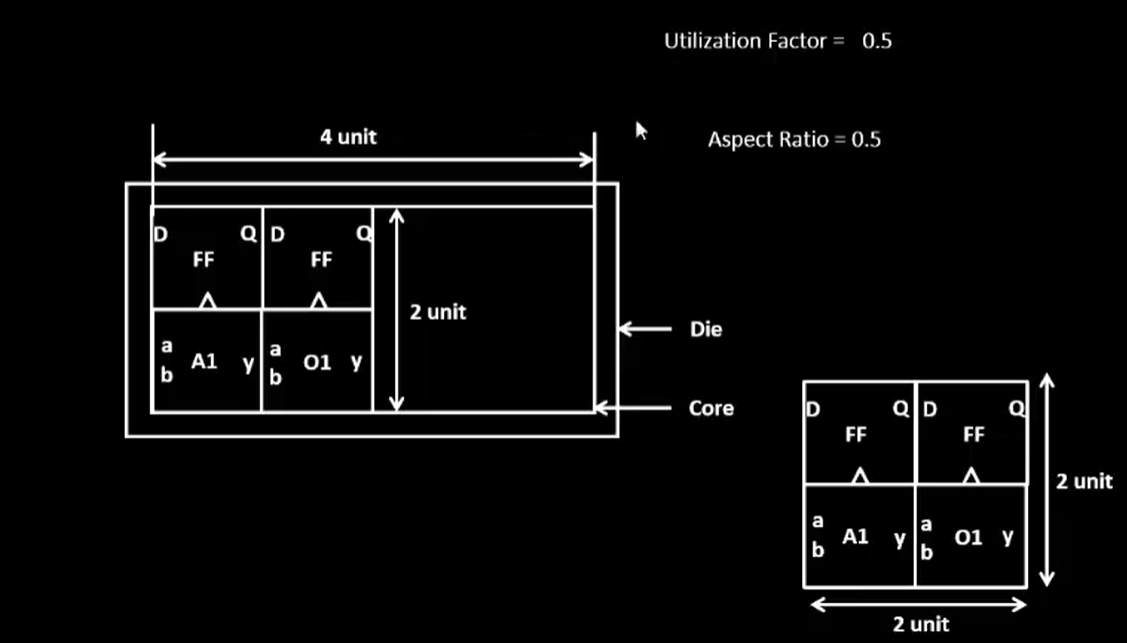 Utilization Factor = 0.5
4 unit
Aspect Ratio = 0.5
D Q D Q
FF FF
2 unit
Die
a A1 y a O1 y
b b
Core
D Q D Q
FF FF
2 unit
a A1 y a O1 y
b b
2 unit